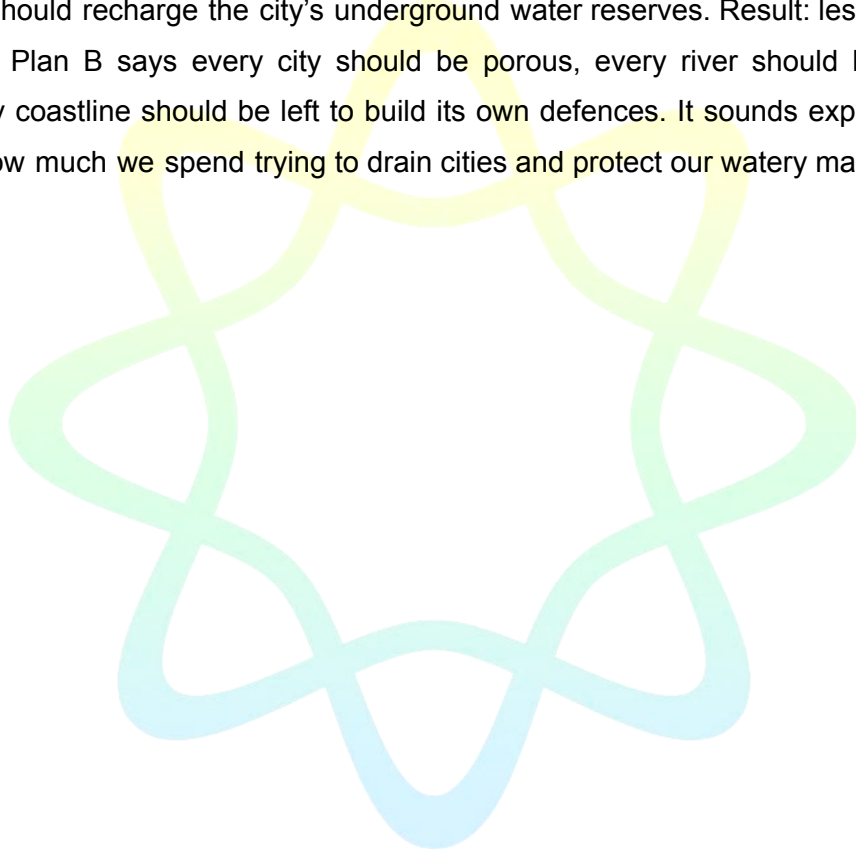 should recharge the city's underground water reserves. Result: les
Plan B says every city should be porous, every river should
coastline should be left to build its own defences. It sounds exp
much we spend trying to drain cities and protect our watery ma